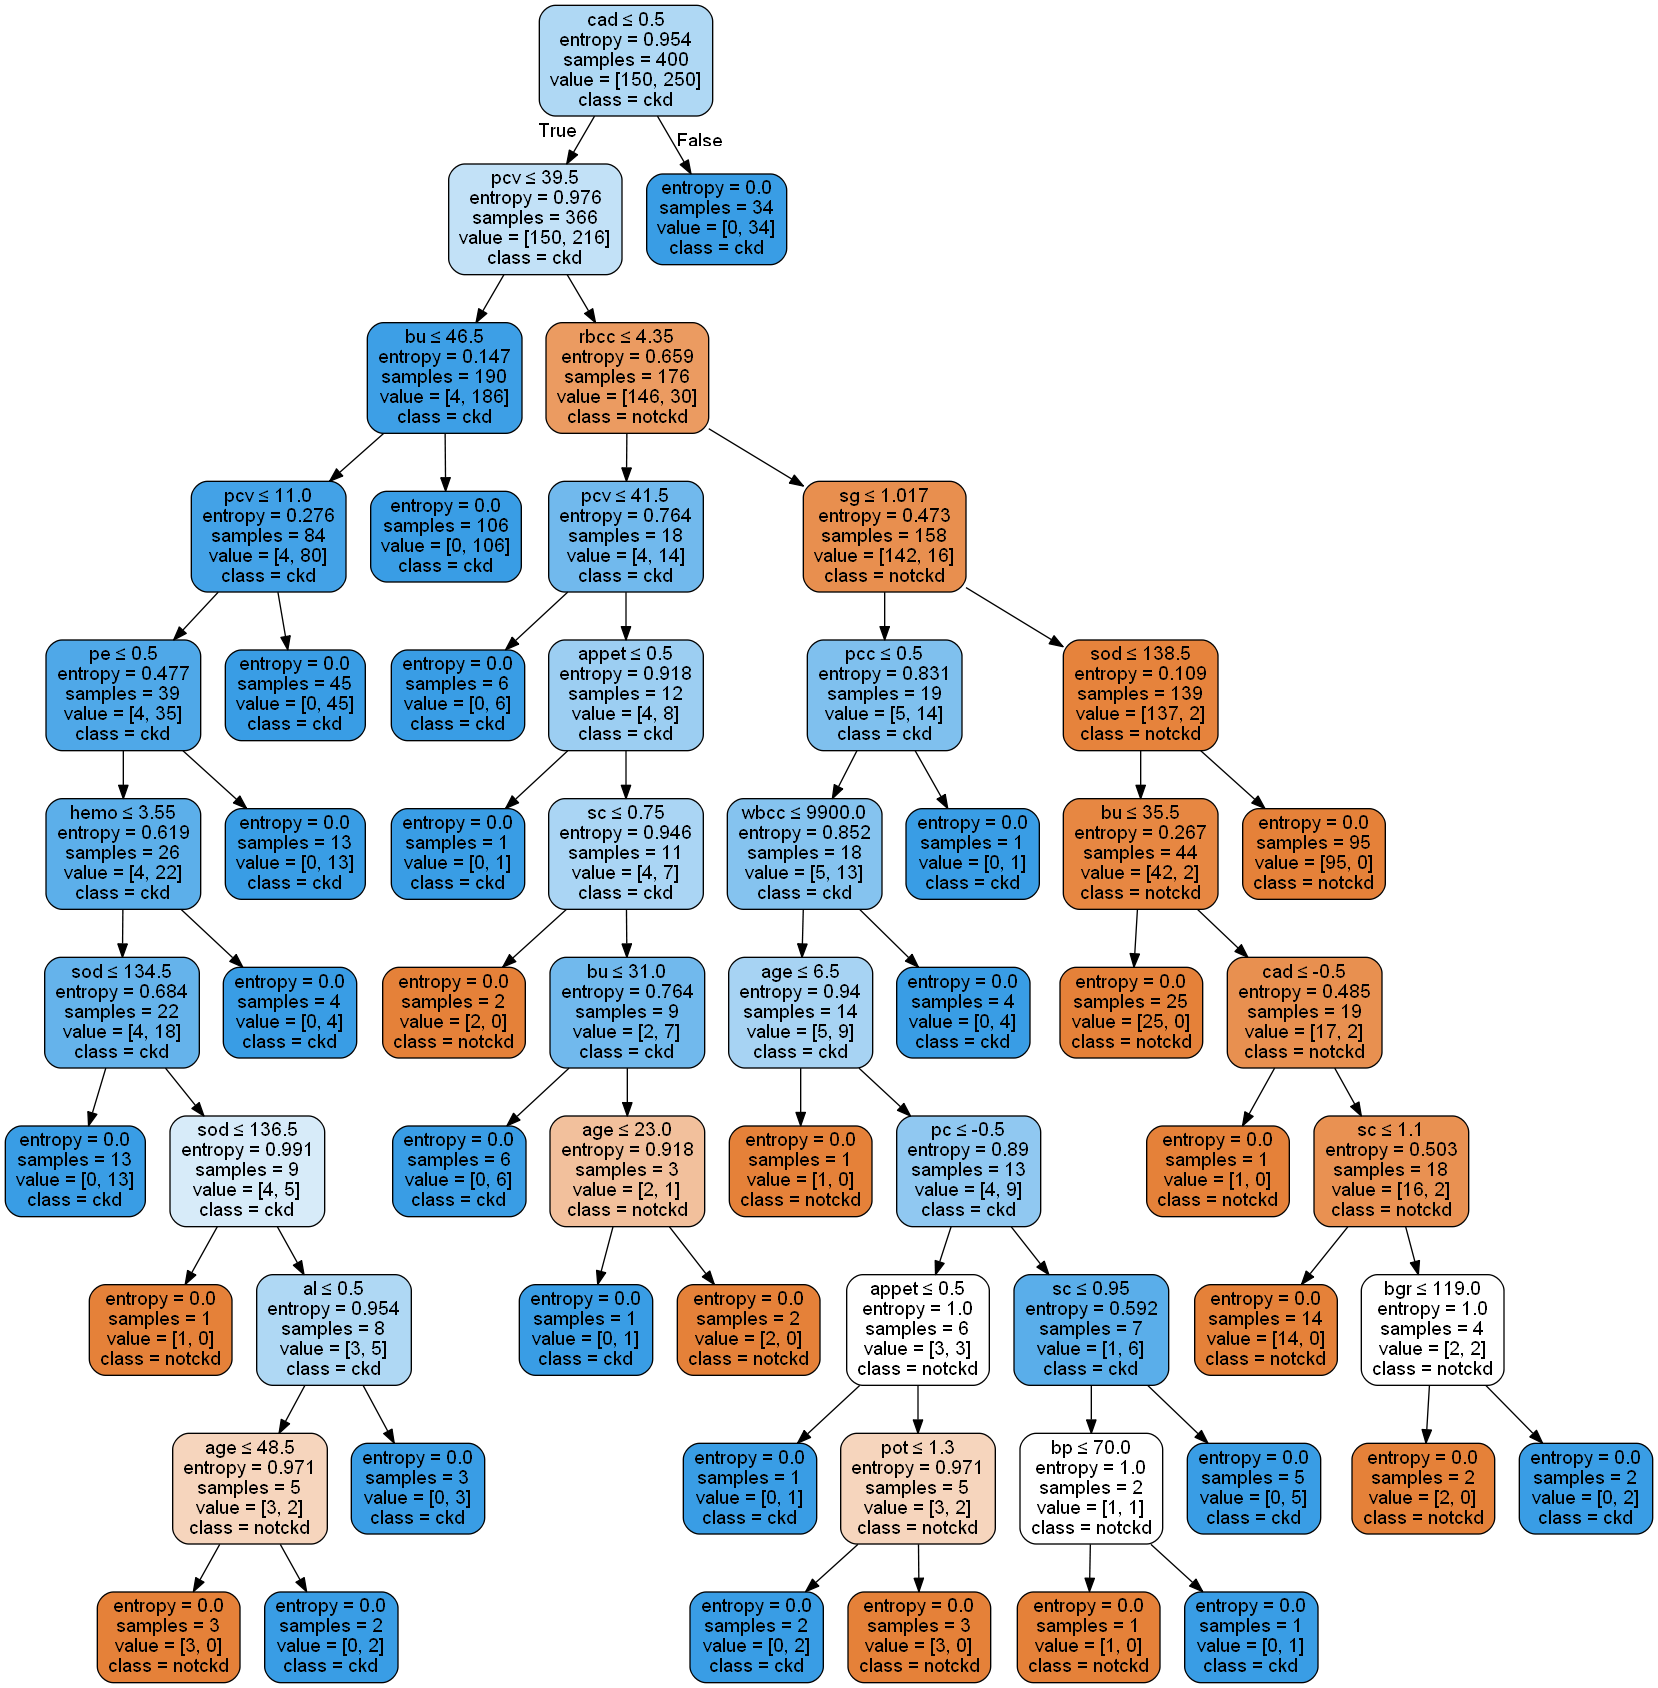 cad ≤ 0.5
entropy = 0.954
samples = 400
value = [150, 250]
class = ckd
True
False
pcv ≤ 39.5
entropy = 0.976
samples = 366
value = [150, 216]
class = ckd
entropy = 0.0
samples = 34
value = [0, 34]
class = ckd
bu ≤ 46.5
entropy = 0.147
samples = 190
value = [4, 186]
class = ckd
rbcc ≤ 4.35
entropy = 0.659
samples = 176
value = [146, 30]
class = notckd
pcv ≤ 11.0
entropy = 0.276
samples = 84
value = [4, 80]
class = ckd
entropy = 0.0
samples = 106
value = [0, 106]
class = ckd
pcv ≤ 41.5
entropy = 0.764
samples = 18
value = [4, 14]
class = ckd
sg ≤ 1.017
entropy = 0.473
samples = 158
value = [142, 16]
class = notckd
pe ≤ 0.5
entropy = 0.477
samples = 39
value = [4, 35]
class = ckd
entropy = 0.0
samples = 45
value = [0, 45]
class = ckd
entropy = 0.0
samples = 6
value = [0, 6]
class = ckd
appet ≤ 0.5
entropy = 0.918
samples = 12
value = [4, 8]
class = ckd
pcc ≤ 0.5
entropy = 0.831
samples = 19
value = [5, 14]
class = ckd
sod ≤ 138.5
entropy = 0.109
samples = 139
value = [137, 2]
class = notckd
hemo ≤ 3.55
entropy = 0.619
samples = 26
value = [4, 22]
class = ckd
entropy = 0.0
samples = 13
value = [0, 13]
class = ckd
entropy = 0.0
samples = 1
value = [0, 1]
class = ckd
sc ≤ 0.75
entropy = 0.946
samples = 11
value = [4, 7]
class = ckd
wbcc ≤ 9900.0
entropy = 0.852
samples = 18
value = [5, 13]
class = ckd
entropy = 0.0
samples = 1
value = [0, 1]
class = ckd
bu ≤ 35.5
entropy = 0.267
samples = 44
value = [42, 2]
class = notckd
entropy = 0.0
samples = 95
value = [95, 0]
class = notckd
sod ≤ 134.5
entropy = 0.684
samples = 22
value = [4, 18]
class = ckd
entropy = 0.0
samples = 4
value = [0, 4]
class = ckd
entropy = 0.0
samples = 2
value = [2, 0]
class = notckd
bu ≤ 31.0
entropy = 0.764
samples = 9
value = [2, 7]
class = ckd
age ≤ 6.5
entropy = 0.94
samples = 14
value = [5, 9]
class = ckd
entropy = 0.0
samples = 4
value = [0, 4]
class = ckd
entropy = 0.0
samples = 25
value = [25, 0]
class = notckd
cad ≤ -0.5
entropy = 0.485
samples = 19
value = [17, 2]
class = notckd
entropy = 0.0
samples = 13
value = [0, 13]
class = ckd
sod ≤ 136.5
entropy = 0.991
samples = 9
value = [4, 5]
class = ckd
entropy = 0.0
samples = 6
value = [0, 6]
class = ckd
age ≤ 23.0
entropy = 0.918
samples = 3
value = [2, 1]
class = notckd
entropy = 0.0
samples = 1
value = [1, 0]
class = notckd
pc ≤ -0.5
entropy = 0.89
samples = 13
value = [4, 9]
class = ckd
entropy = 0.0
samples = 1
value = [1, 0]
class = notckd
sc ≤ 1.1
entropy = 0.503
samples = 18
value = [16, 2]
class = notckd
entropy = 0.0
samples = 1
value = [1, 0]
class = notckd
al ≤ 0.5
entropy = 0.954
samples = 8
value = [3, 5]
class = ckd
entropy = 0.0
samples = 1
value = [0, 1]
class = ckd
entropy = 0.0
samples = 2
value = [2, 0]
class = notckd
appet ≤ 0.5
entropy = 1.0
samples = 6
value = [3, 3]
class = notckd
sc ≤ 0.95
entropy = 0.592
samples = 7
value = [1, 6]
class = ckd
entropy = 0.0
samples = 14
value = [14, 0]
class = notckd
bgr ≤ 119.0
entropy = 1.0
samples = 4
value = [2, 2]
class = notckd
age ≤ 48.5
entropy = 0.971
samples = 5
value = [3, 2]
class = notckd
entropy = 0.0
samples = 3
value = [0, 3]
class = ckd
entropy = 0.0
samples = 1
value = [0, 1]
class = ckd
pot ≤ 1.3
entropy = 0.971
samples = 5
value = [3, 2]
class = notckd
bp ≤ 70.0
entropy = 1.0
samples = 2
value = [1, 1]
class = notckd
entropy = 0.0
samples = 5
value = [0, 5]
class = ckd
entropy = 0.0
samples = 2
value = [2, 0]
class = notckd
entropy = 0.0
samples = 2
value = [0, 2]
class = ckd
entropy = 0.0
samples = 3
value = [3, 0]
class = notckd
entropy = 0.0
samples = 2
value = [0, 2]
class = ckd
entropy = 0.0
samples = 2
value = [0, 2]
class = ckd
entropy = 0.0
samples = 3
value = [3, 0]
class = notckd
entropy = 0.0
samples = 1
value = [1, 0]
class = notckd
entropy = 0.0
samples = 1
value = [0, 1]
class = ckd